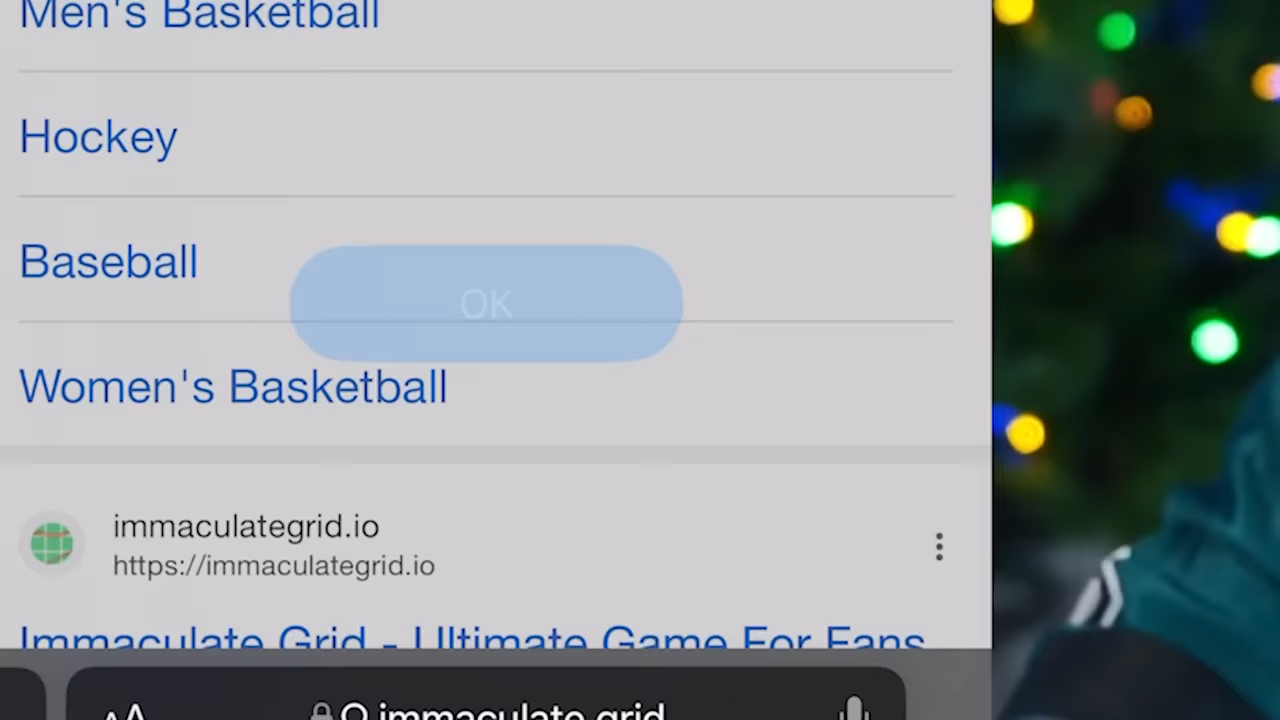 Men's Basketball
Hockey
Baseball
OK
Women's Basketball
immaculategrid.io
https://immaculategrid.io
Immaculate Grid - Ultimate Game For Fans
AA immaculate grid